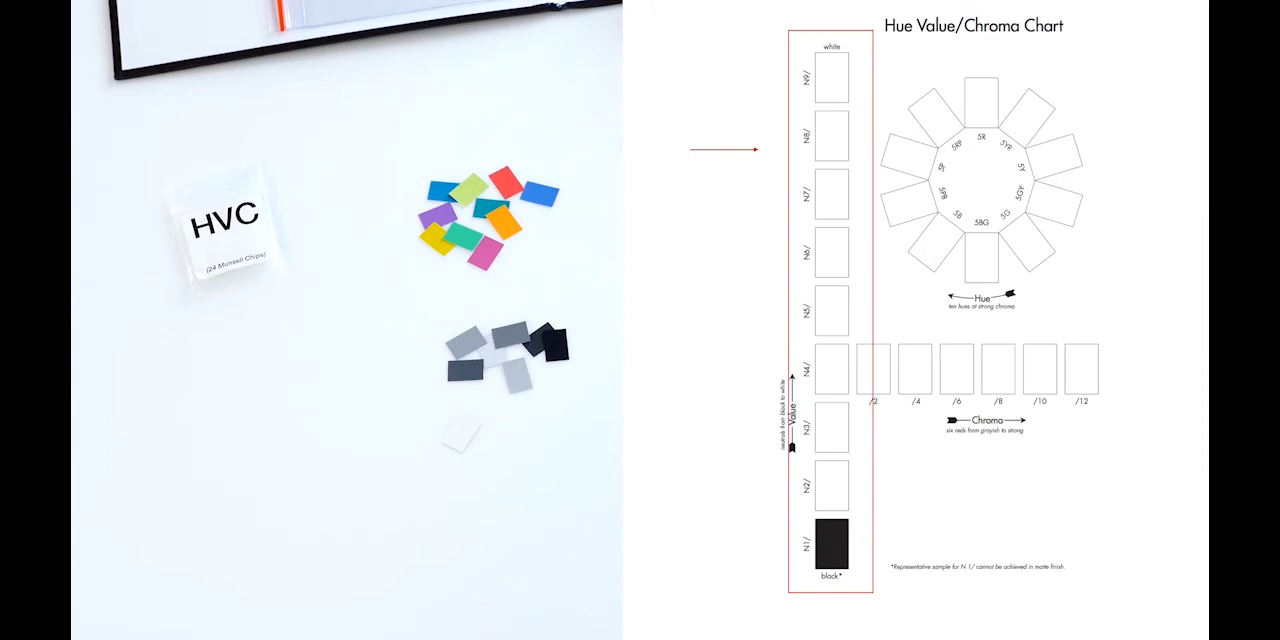 HVC
(24 Munsell Chips)
Hue Value/Chroma Chart
white
N9/
N8/
N7/
N6/
N5/
N4/
N3/
N2/
N1/
black*
neutrals from black to white
Value
5R
5YR
5Y
5GY
5G
5BG
5B
5PB
5P
5RP
Hue
ten hues at strong chroma
/2
/4
/6
/8
/10
/12
Chroma
six reds from grayish to strong
*Representative sample for N 1/ cannot be achieved in matte finish.